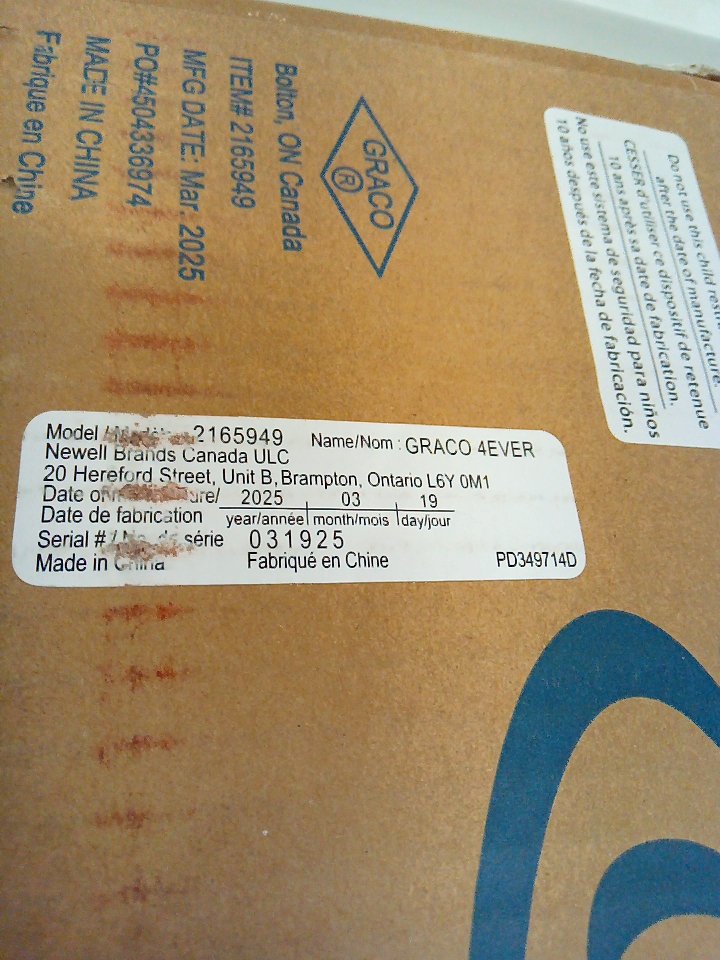 GRACO
®
Bolton, ON Canada
ITEM# 2165949
MFG DATE: Mar. 2025
PO#4504336974
MADE IN CHINA
Fabrique en Chine
Do not use this child
after the date of manufacture.
CESSER d'utiliser ce dispositif de retenue
10 ans après sa date de fabrication.
No use este sistema de seguridad para niños
10 años después de la fecha de fabricación.
Model 2165949 Name/Nom : GRACO 4EVER
Newell Brands Canada ULC
20 Hereford Street, Unit B, Brampton, Ontario L6Y 0M1
Date 2025 03 19
Date de fabrication year/année month/mois day/jour
Serial # série 031925
Made in China Fabriqué en Chine PD349714D